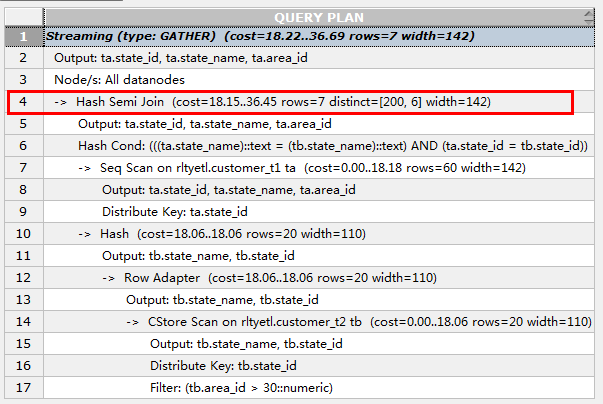 QUERY PLAN
1 Streaming (type: GATHER) (cost=18.22..36.69 rows=7 width=142)
2 Output: ta.state_id, ta.state_name, ta.area_id
3 Node/s: All datanodes
4 -> Hash Semi Join (cost=18.15..36.45 rows=7 distinct=[200, 6] width=142)
5 Output: ta.state_id, ta.state_name, ta.area_id
6 Hash Cond: (((ta.state_name)::text = (tb.state_name)::text) AND (ta.state_id = tb.state_id))
7 -> Seq Scan on rltyetl.customer_t1 ta (cost=0.00..18.18 rows=60 width=142)
8 Output: ta.state_id, ta.state_name, ta.area_id
9 Distribute Key: ta.state_id
10 -> Hash (cost=18.06..18.06 rows=20 width=110)
11 Output: tb.state_name, tb.state_id
12 -> Row Adapter (cost=18.06..18.06 rows=20 width=110)
13 Output: tb.state_name, tb.state_id
14 -> CStore Scan on rltyetl.customer_t2 tb (cost=0.00..18.06 rows=20 width=110)
15 Output: tb.state_name, tb.state_id
16 Distribute Key: tb.state_id
17 Filter: (tb.area_id > 30::numeric)